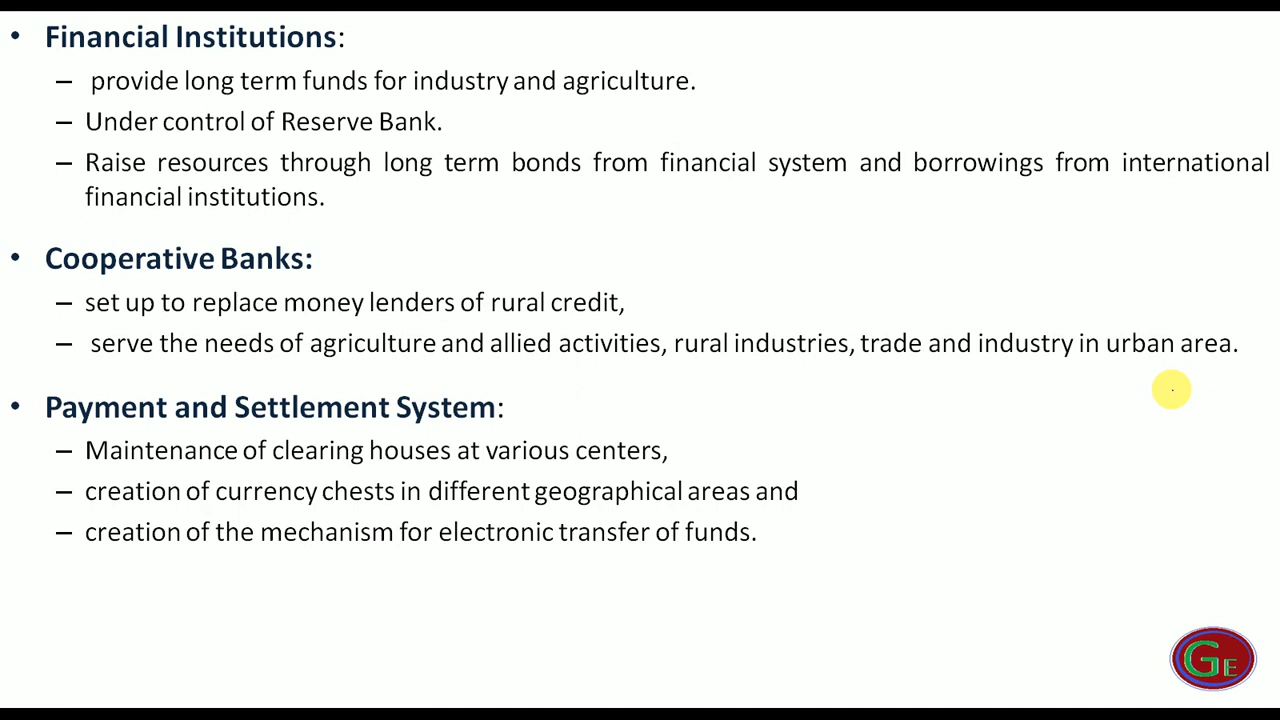 • Financial Institutions:
– provide long term funds for industry and agriculture.
– Under control of Reserve Bank.
– Raise resources through long term bonds from financial system and borrowings from international
financial institutions.
• Cooperative Banks:
– set up to replace money lenders of rural credit,
– serve the needs of agriculture and allied activities, rural industries, trade and industry in urban area.
• Payment and Settlement System:
– Maintenance of clearing houses at various centers,
– creation of currency chests in different geographical areas and
– creation of the mechanism for electronic transfer of funds.
GE